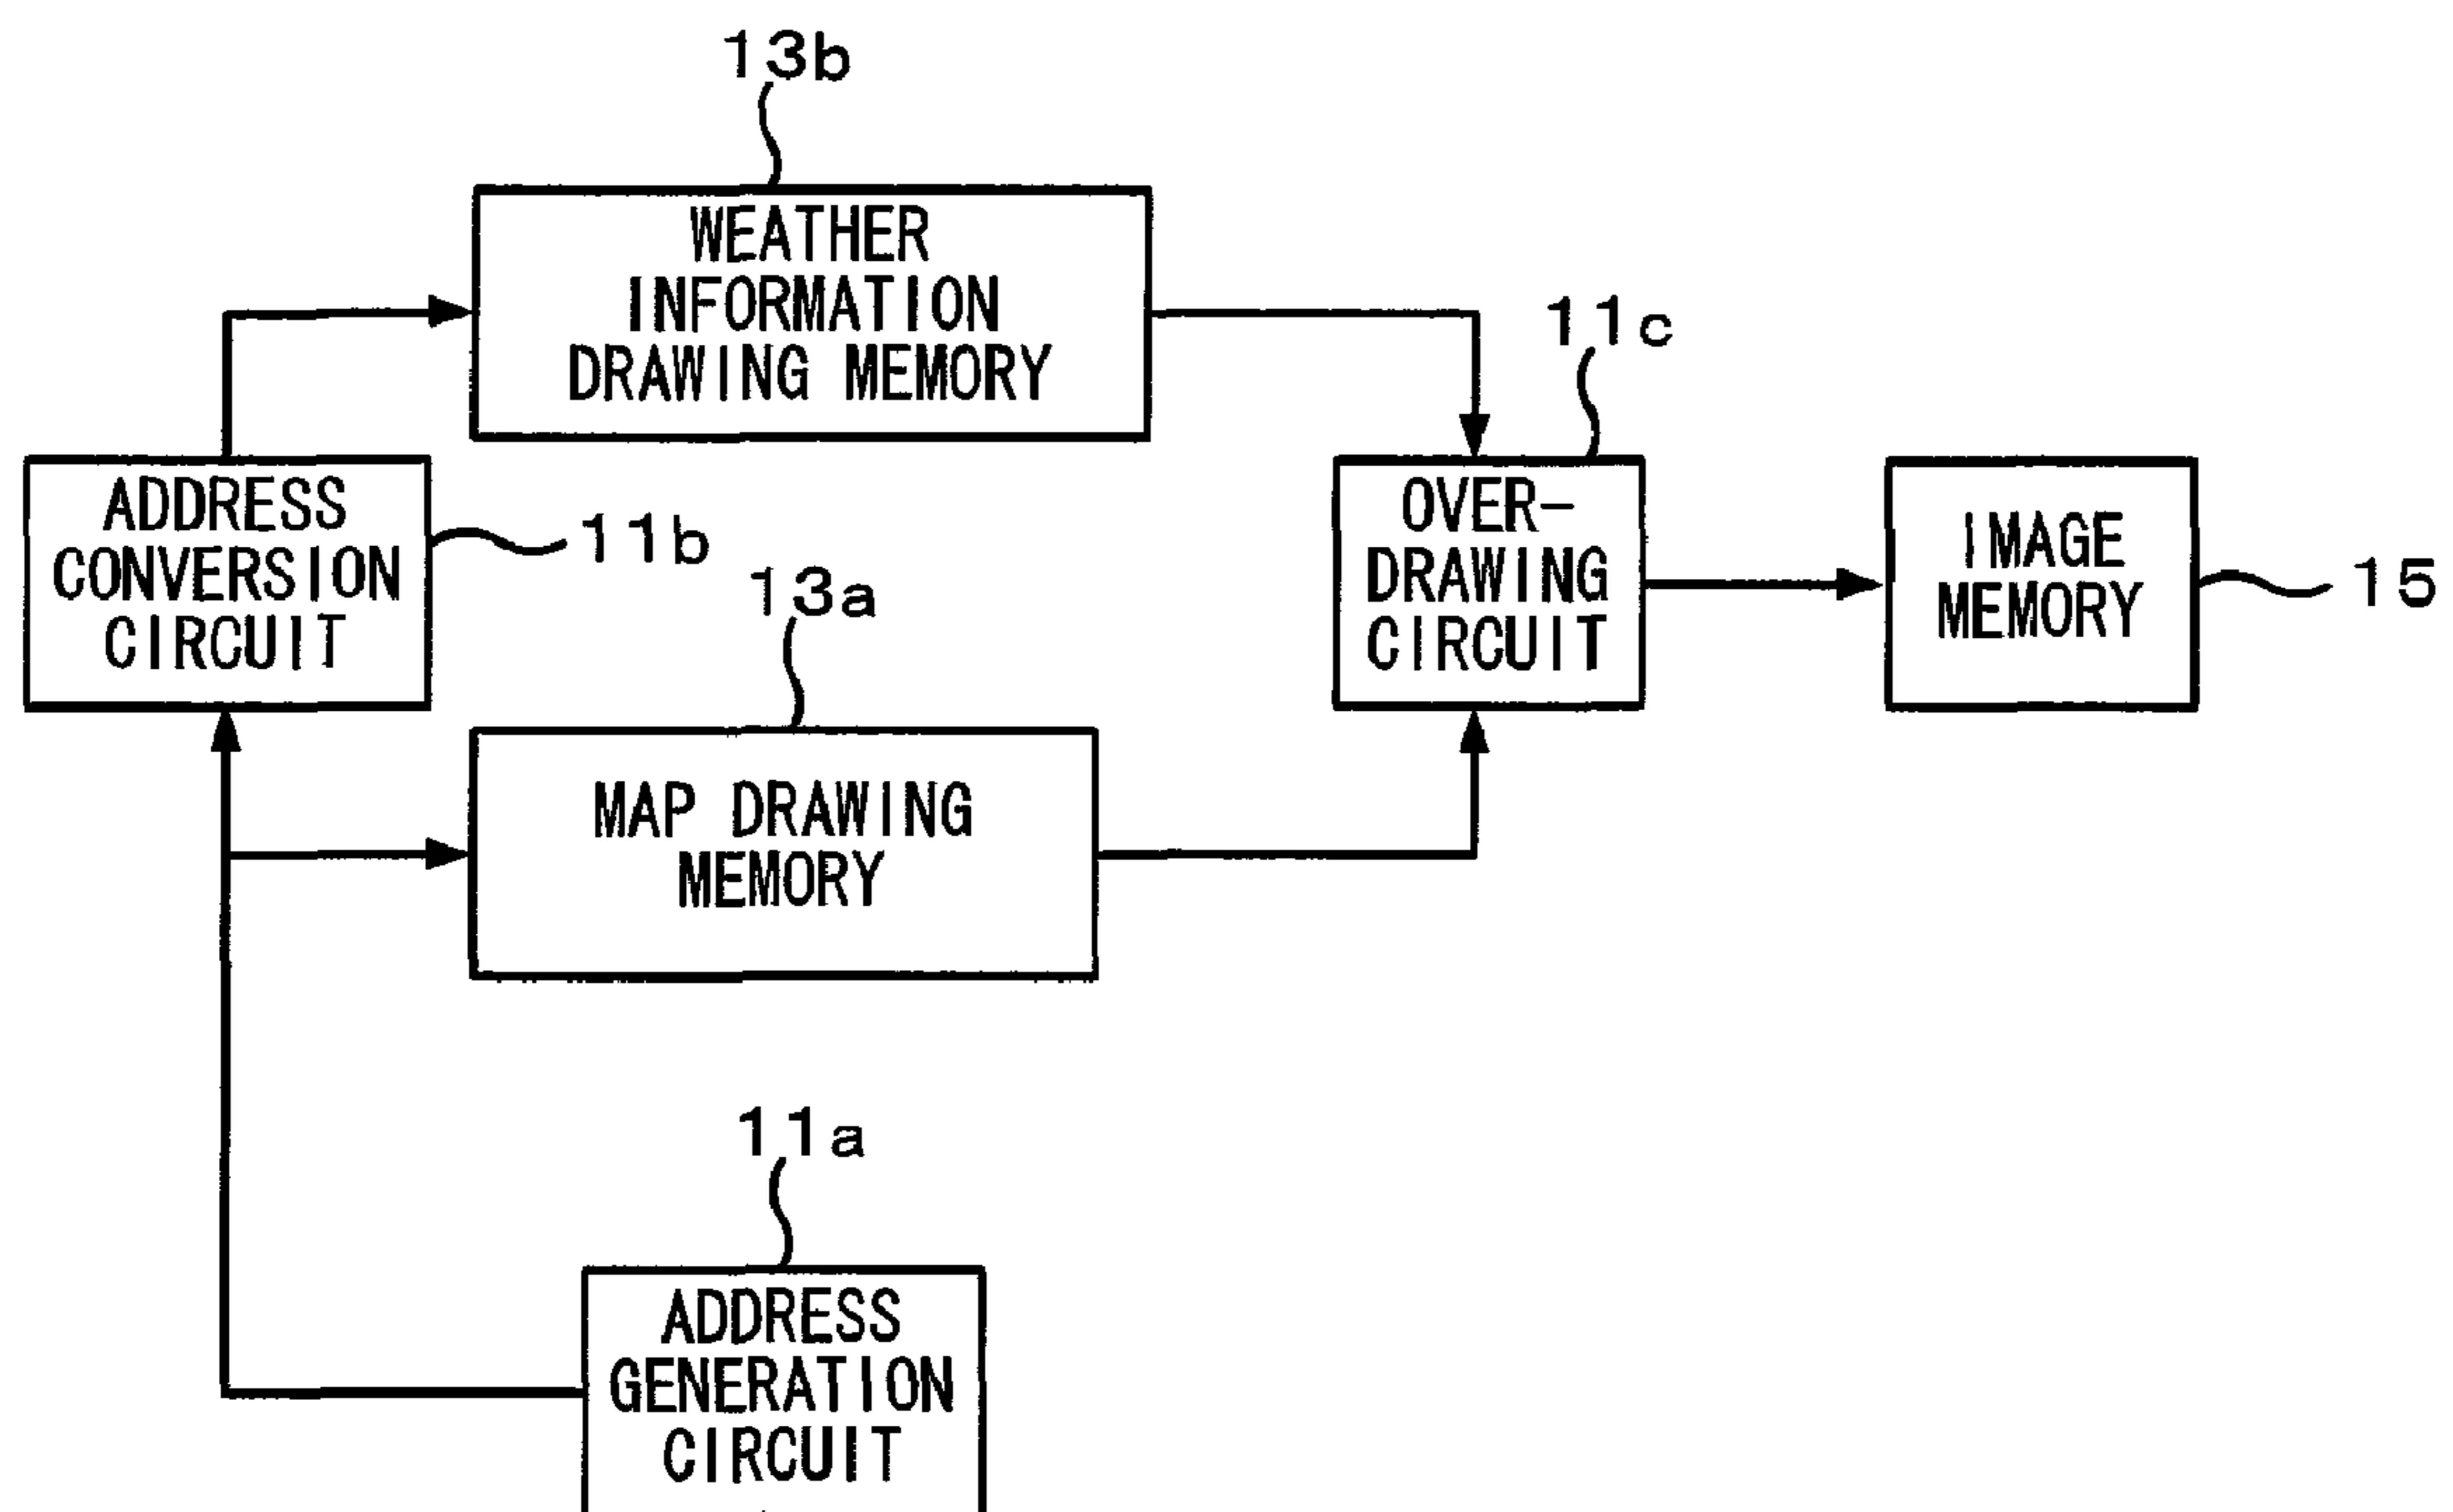 13b
WEATHER
INFORMATION
DRAWING MEMORY
11c
ADDRESS
CONVERSION
CIRCUIT
11b
OVER-
DRAWING
CIRCUIT
IMAGE
MEMORY
15
13a
MAP DRAWING
MEMORY
11a
ADDRESS
GENERATION
CIRCUIT